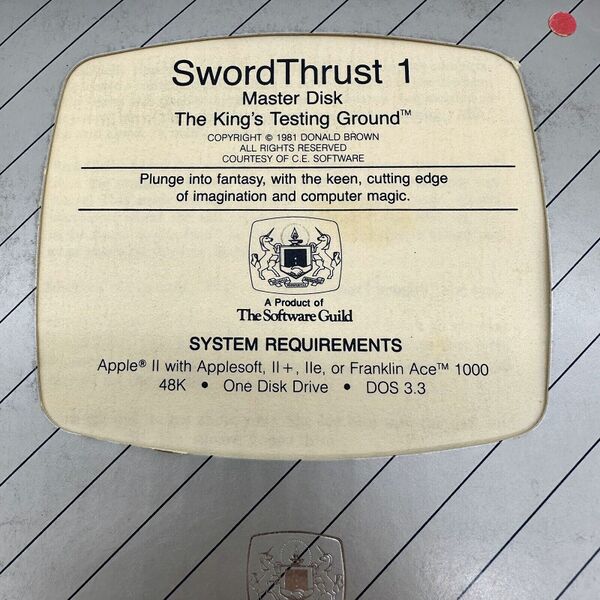 SwordThrust 1
Master Disk
The King's Testing Ground™
COPYRIGHT © 1981 DONALD BROWN
ALL RIGHTS RESERVED
COURTESY OF C.E. SOFTWARE
Plunge into fantasy, with the keen, cutting edge
of imagination and computer magic.
A Product of
The Software Guild
SYSTEM REQUIREMENTS
Apple® II with Applesoft, II+, IIe, or Franklin Ace™ 1000
48K • One Disk Drive • DOS 3.3